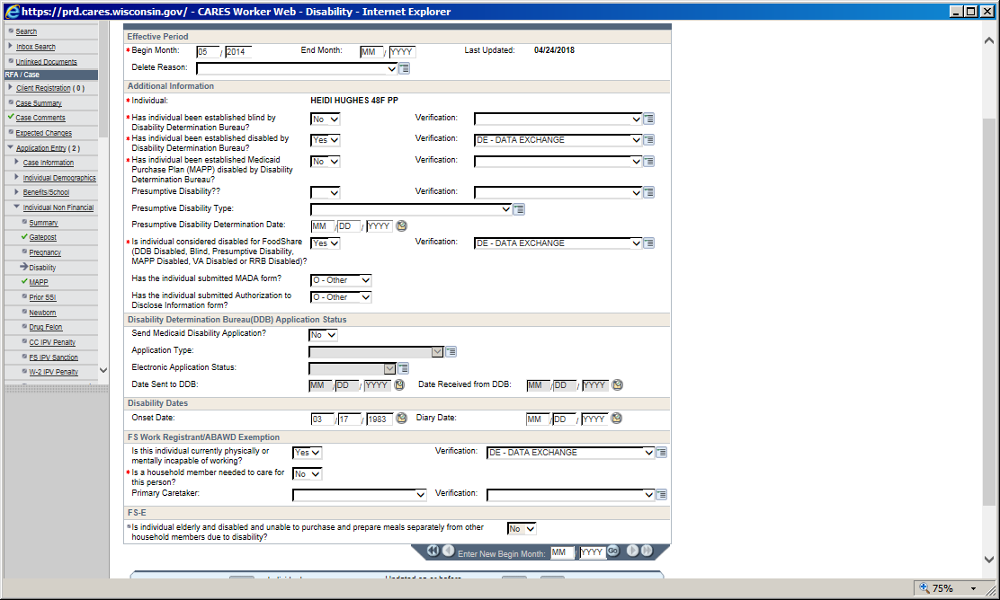 https://prd.cares.wisconsin.gov/ - CARES Worker Web - Disability - Internet Explorer
Search
Inbox Search
Unlinked Documents
RFA / Case
Client Registration ( 0 )
Case Summary
Case Comments
Expected Changes
Application Entry ( 2 )
Case Information
Individual Demographics
Benefits/School
Individual Non Financial
Summary
Gatepost
Pregnancy
Disability
MAPP
Prior SSI
Newborn
Drug Felon
CC IPV Penalty
FS IPV Sanction
W-2 IPV Penalty
Effective Period
* Begin Month: 05 / 2014 End Month: MM / YYYY Last Updated: 04/24/2018
Delete Reason:
Additional Information
* Individual: HEIDI HUGHES 48F PP
* Has individual been established blind by Disability Determination Bureau? No Verification:
* Has individual been established disabled by Disability Determination Bureau? Yes Verification: DE - DATA EXCHANGE
* Has individual been established Medicaid Purchase Plan (MAPP) disabled by Disability Determination Bureau? No Verification:
Presumptive Disability?? Verification:
Presumptive Disability Type:
Presumptive Disability Determination Date: MM / DD / YYYY
* Is individual considered disabled for FoodShare (DDB Disabled, Blind, Presumptive Disability, MAPP Disabled, VA Disabled or RRB Disabled)? Yes Verification: DE - DATA EXCHANGE
Has the individual submitted MADA form? O - Other
Has the individual submitted Authorization to Disclose Information form? O - Other
Disability Determination Bureau(DDB) Application Status
Send Medicaid Disability Application? No
Application Type:
Electronic Application Status:
Date Sent to DDB: MM / DD / YYYY Date Received from DDB: MM / DD / YYYY
Disability Dates
Onset Date: 03 / 17 / 1983 Diary Date: MM / DD / YYYY
FS Work Registrant/ABAWD Exemption
Is this individual currently physically or mentally incapable of working? Yes Verification: DE - DATA EXCHANGE
* Is a household member needed to care for this person? No
Primary Caretaker: Verification:
FS-E
Is individual elderly and disabled and unable to purchase and prepare meals separately from other household members due to disability? No
Enter New Begin Month: MM / YYYY Go
75%